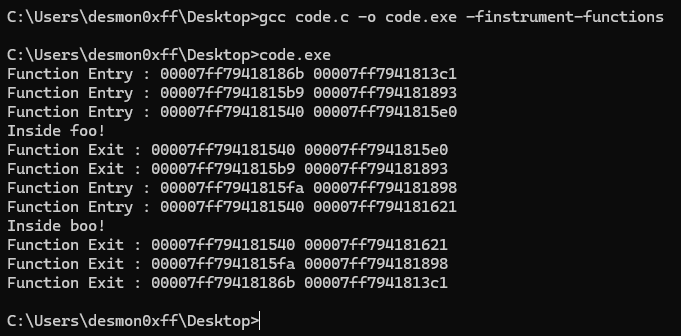 C:\Users\desmon0xff\Desktop>gcc code.c -o code.exe -finstrument-functions
C:\Users\desmon0xff\Desktop>code.exe
Function Entry : 00007ff79418186b 00007ff7941813c1
Function Entry : 00007ff7941815b9 00007ff794181893
Function Entry : 00007ff794181540 00007ff7941815e0
Inside foo!
Function Exit : 00007ff794181540 00007ff7941815e0
Function Exit : 00007ff7941815b9 00007ff794181893
Function Entry : 00007ff7941815fa 00007ff794181898
Function Entry : 00007ff794181540 00007ff794181621
Inside boo!
Function Exit : 00007ff794181540 00007ff794181621
Function Exit : 00007ff7941815fa 00007ff794181898
Function Exit : 00007ff79418186b 00007ff7941813c1
C:\Users\desmon0xff\Desktop>